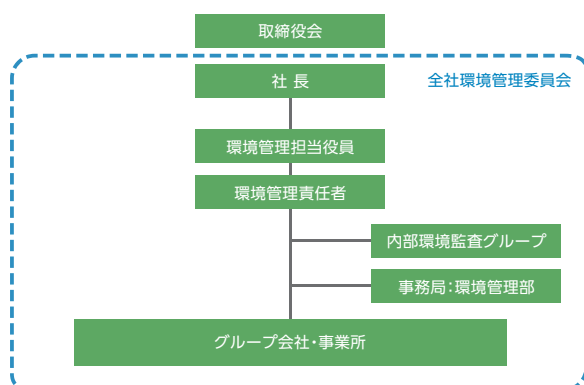 取締役会
社 長
全社環境管理委員会
環境管理担当役員
環境管理責任者
内部環境監査グループ
事務局:環境管理部
グループ会社・事業所